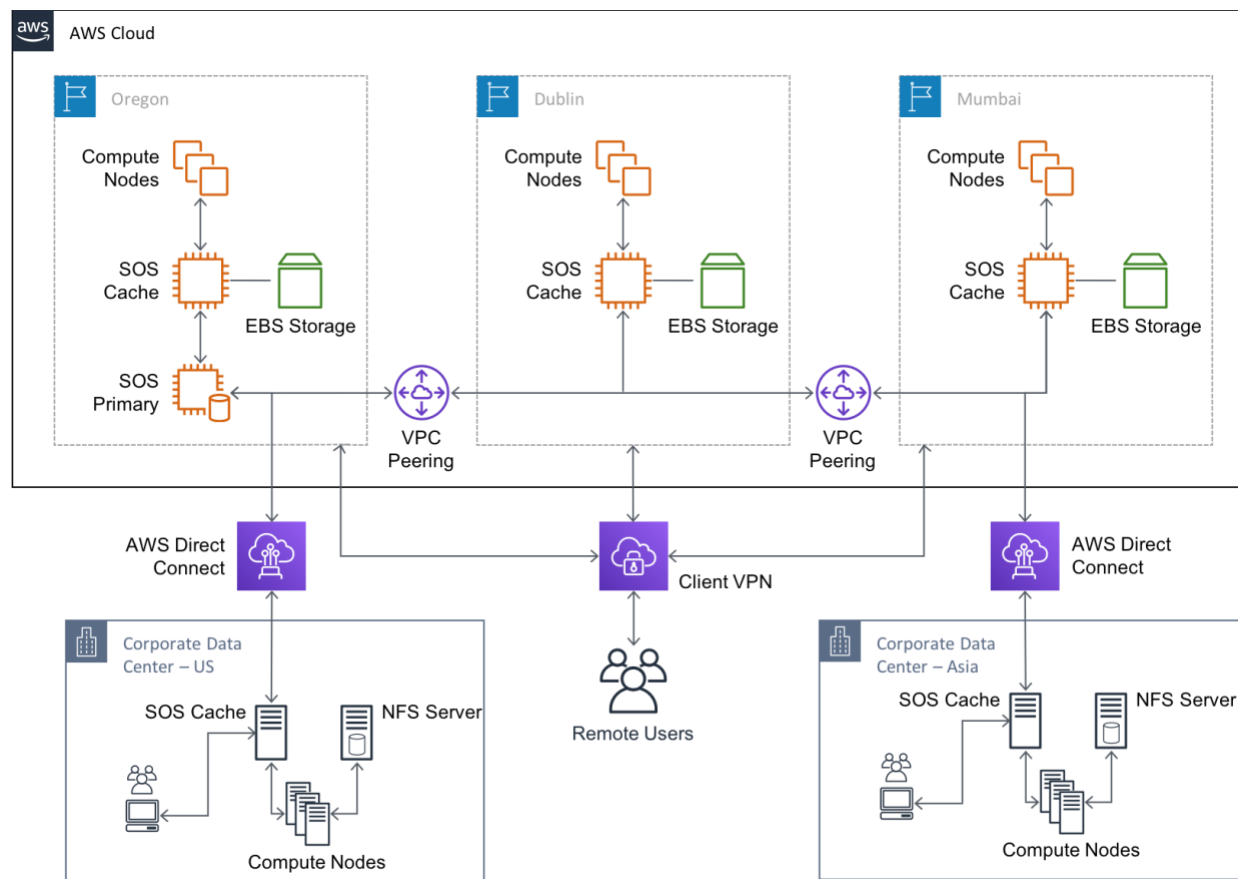 aws
AWS Cloud
Oregon
Dublin
Mumbai
Compute
Nodes
Compute
Nodes
Compute
Nodes
SOS
Cache
EBS Storage
SOS
Cache
EBS Storage
SOS
Cache
EBS Storage
SOS
Primary
VPC
Peering
VPC
Peering
AWS Direct
Connect
Client VPN
AWS Direct
Connect
Corporate Data
Center – US
SOS Cache
NFS Server
Compute Nodes
Remote Users
Corporate Data
Center – Asia
SOS Cache
NFS Server
Compute Nodes